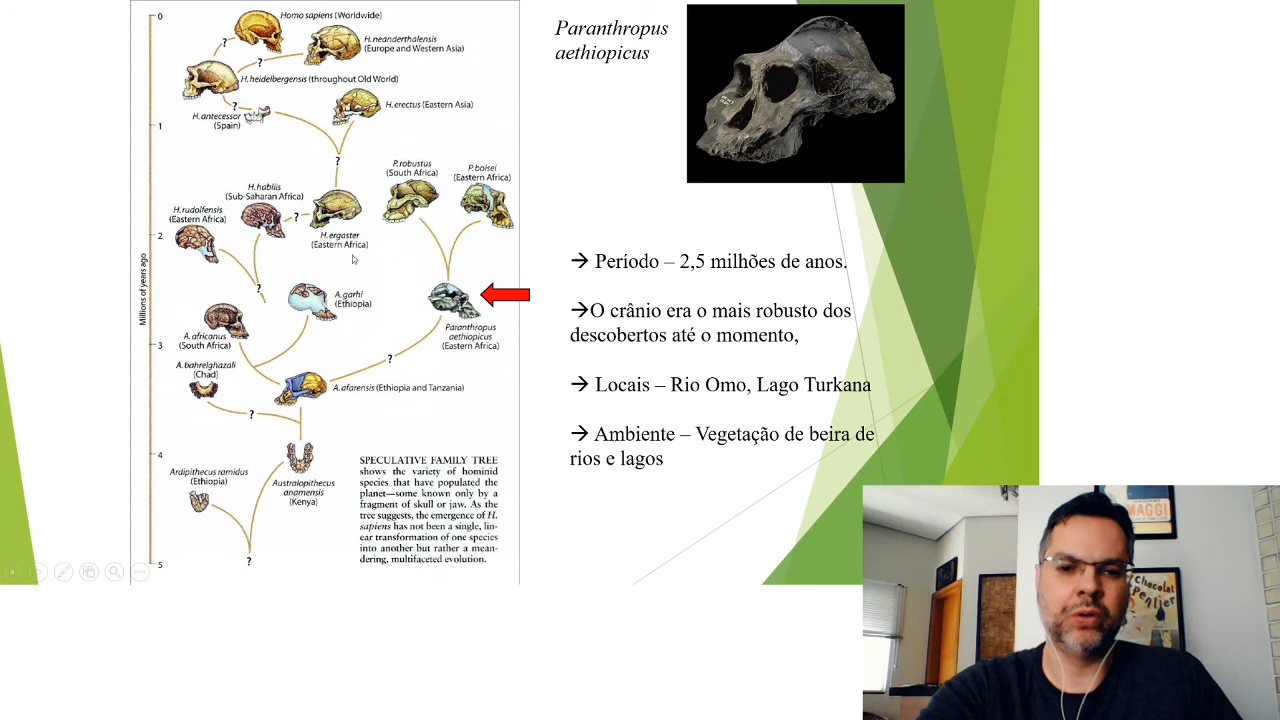 0
Homo sapiens (Worldwide)
?
H. neanderthalensis
(Europe and Western Asia)
?
H. heidelbergensis (throughout Old World)
?
H. antecessor
(Spain)
H. erectus (Eastern Asia)
1
?
P. robustus
(South Africa)
P. boisei
(Eastern Africa)
H. habilis
(Sub-Saharan Africa)
H. rudolfensis
(Eastern Africa)
?
2
H. ergaster
(Eastern Africa)
Millions of years ago
?
A. garhi
(Ethiopia)
A. africanus
(South Africa)
Paranthropus
aethiopicus
(Eastern Africa)
3
?
A. bahrelghazali
(Chad)
A. afarensis (Ethiopia and Tanzania)
?
4
Ardipithecus ramidus
(Ethiopia)
Australopithecus
anamensis
(Kenya)
?
5
SPECULATIVE FAMILY TREE
shows the variety of hominid
species that have populated the
planet—some known only by a
fragment of skull or jaw. As the
tree suggests, the emergence of H.
sapiens has not been a single, lin-
ear transformation of one species
into another but rather a mean-
dering, multifaceted evolution.
Paranthropus
aethiopicus
→ Período – 2,5 milhões de anos.
→O crânio era o mais robusto dos
descobertos até o momento,
→ Locais – Rio Omo, Lago Turkana
→ Ambiente – Vegetação de beira de
rios e lagos
MAGGI
Chocolat